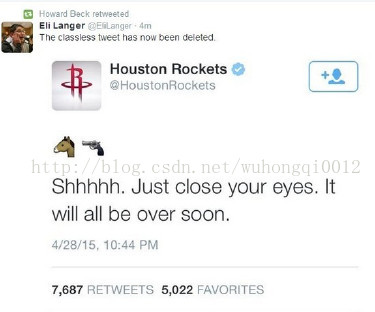 Howard Beck retweeted
Eli Langer @EliLanger · 4m
The classless tweet has now been deleted.
Houston Rockets
@HoustonRockets
http://blog.csdn.net/wuhongqi0012
Shhhhh. Just close your eyes. It
will all be over soon.
4/28/15, 10:44 PM
7,687 RETWEETS 5,022 FAVORITES